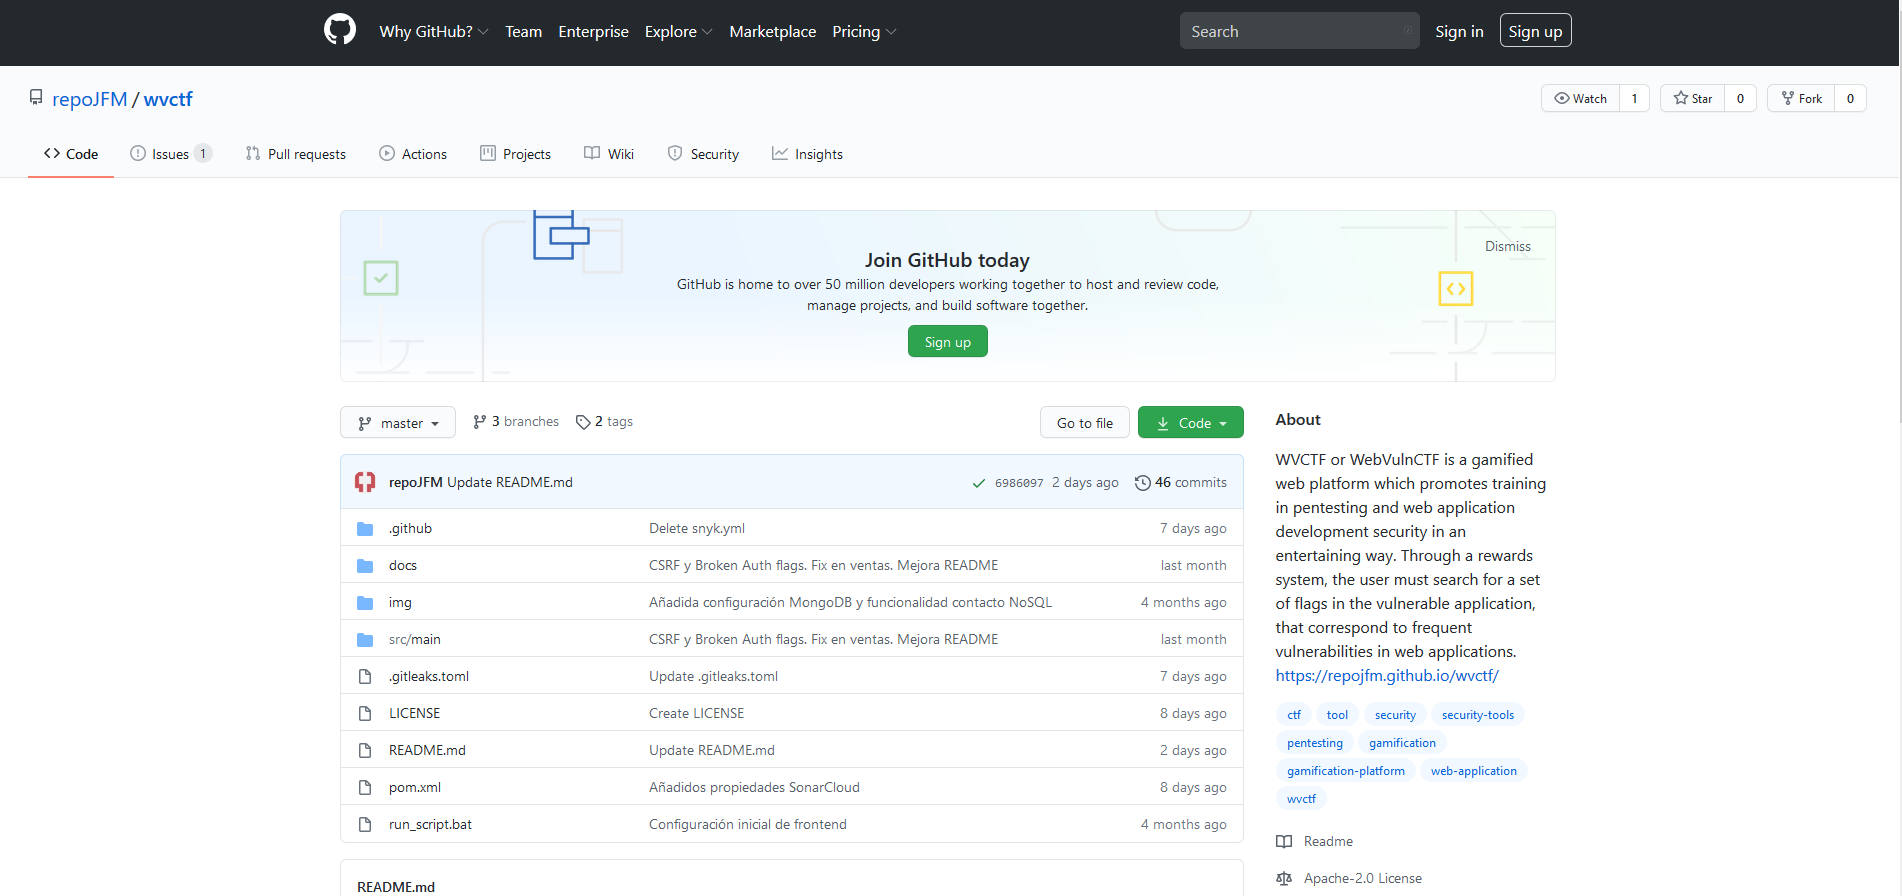 Why GitHub? Team Enterprise Explore Marketplace Pricing Search Sign in Sign up
repoJFM / wvctf Watch 1 Star 0 Fork 0
Code Issues 1 Pull requests Actions Projects Wiki Security Insights
Dismiss
Join GitHub today
GitHub is home to over 50 million developers working together to host and review code,
manage projects, and build software together.
Sign up
master 3 branches 2 tags Go to file Code
repoJFM Update README.md 6986097 2 days ago 46 commits
.github Delete snyk.yml 7 days ago
docs CSRF y Broken Auth flags. Fix en ventas. Mejora README last month
img Añadida configuración MongoDB y funcionalidad contacto NoSQL 4 months ago
src/main CSRF y Broken Auth flags. Fix en ventas. Mejora README last month
.gitleaks.toml Update .gitleaks.toml 7 days ago
LICENSE Create LICENSE 8 days ago
README.md Update README.md 2 days ago
pom.xml Añadidos propiedades SonarCloud 8 days ago
run_script.bat Configuración inicial de frontend 4 months ago
README.md
About
WVCTF or WebVulnCTF is a gamified
web platform which promotes training
in pentesting and web application
development security in an
entertaining way. Through a rewards
system, the user must search for a set
of flags in the vulnerable application,
that correspond to frequent
vulnerabilities in web applications.
https://repojfm.github.io/wvctf/
ctf tool security security-tools
pentesting gamification
gamification-platform web-application
wvctf
Readme
Apache-2.0 License